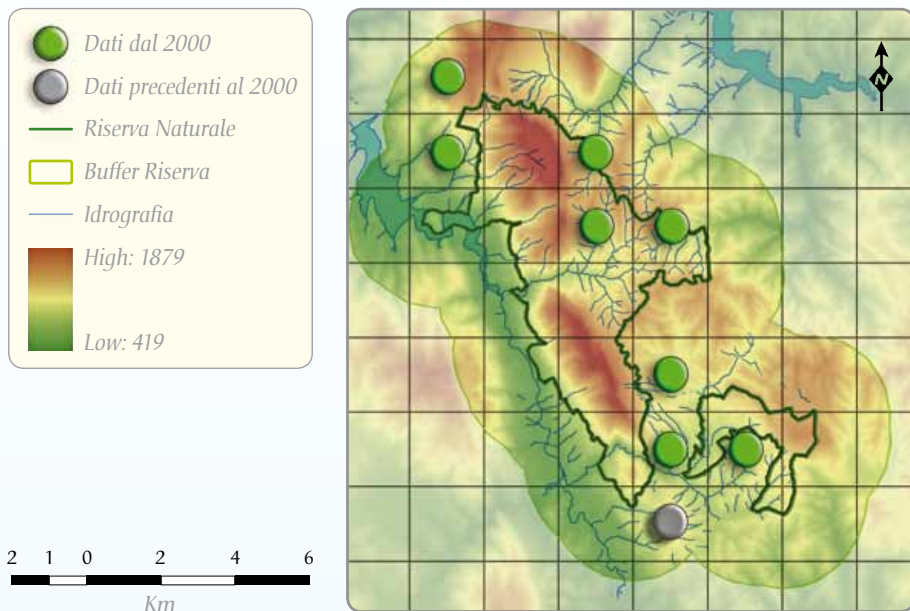 Dati dal 2000
Dati precedenti al 2000
Riserva Naturale
Buffer Riserva
Idrografia
High: 1879
Low: 419
N
2 1 0 2 4 6
Km